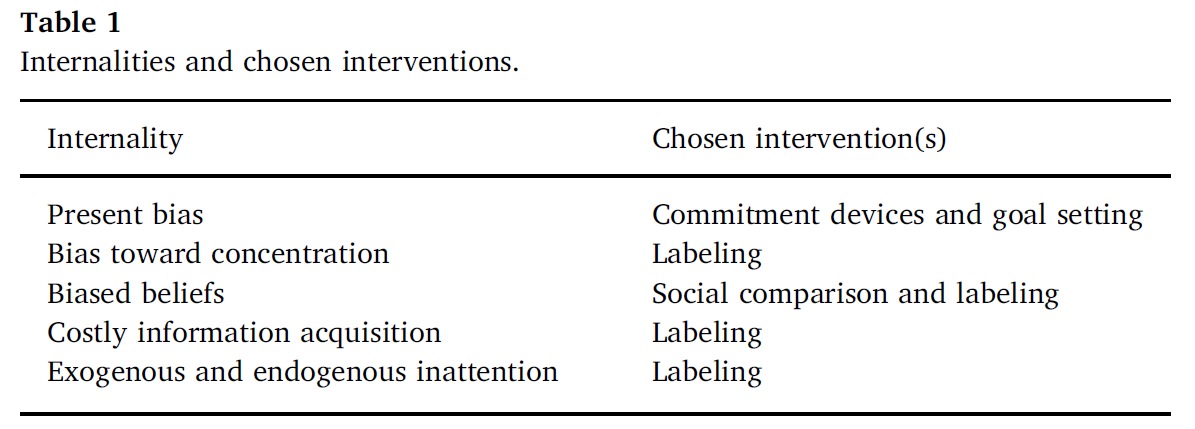 Table 1
Internalities and chosen interventions.
Internality Chosen intervention(s)
Present bias Commitment devices and goal setting
Bias toward concentration Labeling
Biased beliefs Social comparison and labeling
Costly information acquisition Labeling
Exogenous and endogenous inattention Labeling